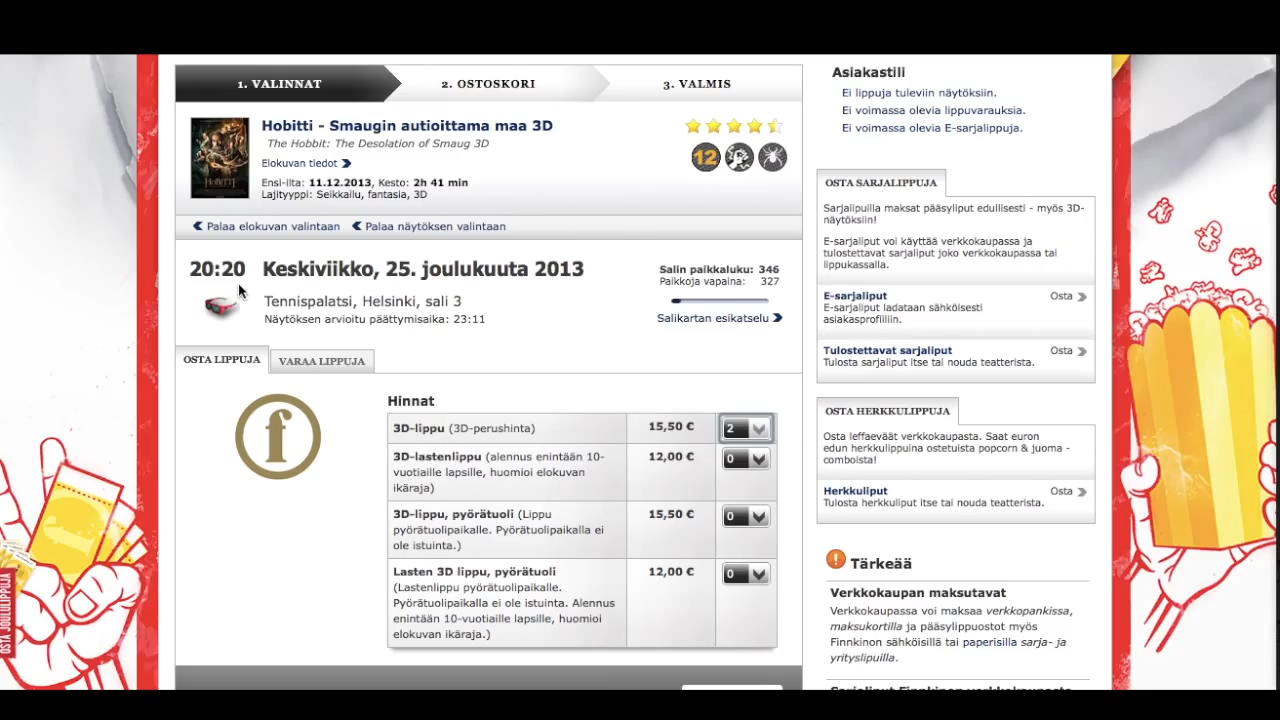 1. VALINNAT
2. OSTOSKORI
3. VALMIS
Hobitti - Smaugin autioittama maa 3D
The Hobbit: The Desolation of Smaug 3D
Elokuvan tiedot
Ensi-ilta: 11.12.2013, Kesto: 2h 41 min
Lajityyppi: Seikkailu, fantasia, 3D
12
HOBITTI
Palaa elokuvan valintaan
Palaa näytöksen valintaan
20:20
Keskiviikko, 25. joulukuuta 2013
Tennispalatsi, Helsinki, sali 3
Näytöksen arvioitu päättymisaika: 23:11
Salin paikkaluku: 346
Paikkoja vapaina: 327
Salikartan esikatselu
OSTA LIPPUJA
VARAA LIPPUJA
f
Hinnat
3D-lippu (3D-perushinta)
15,50 €
2
3D-lastenlippu (alennus enintään 10-
vuotiaille lapsille, huomioi elokuvan
ikäraja)
12,00 €
0
3D-lippu, pyörätuoli (Lippu
pyörätuolipaikalle. Pyörätuolipaikalla ei
ole istuinta.)
15,50 €
0
Lasten 3D lippu, pyörätuoli
(Lastenlippu pyörätuolipaikalle.
Pyörätuolipaikalla ei ole istuinta. Alennus
enintään 10-vuotiaille lapsille, huomioi
elokuvan ikäraja.)
12,00 €
0
Asiakastili
Ei lippuja tuleviin näytöksiin.
Ei voimassa olevia lippuvarauksia.
Ei voimassa olevia E-sarjalippuja.
OSTA SARJALIPPUJA
Sarjalipuilla maksat pääsyliput edullisesti - myös 3D-
näytöksiin!
E-sarjaliput voi käyttää verkkokaupassa ja
tulostettavat sarjaliput joko verkkokaupassa tai
lippukassalla.
E-sarjaliput
Osta
E-sarjaliput ladataan sähköisesti
asiakasprofiiliin.
Tulostettavat sarjaliput
Osta
Tulosta sarjaliput itse tai nouda teatterista.
OSTA HERKKULIPPUJA
Osta leffaeväät verkkokaupasta. Saat euron
edun herkkulippuina ostetuista popcorn & juoma -
comboista!
Herkkuliput
Osta
Tulosta herkkuliput itse tai nouda teatterista.
Tärkeää
Verkkokaupan maksutavat
Verkkokaupassa voi maksaa verkkopankissa,
maksukortilla ja pääsylippuostot myös
Finnkinon sähköisillä tai paperisilla sarja- ja
yrityslipuilla.
Sarjaliput Finnkinon verkkokaupasta
OSTA JOULULIPPUJA